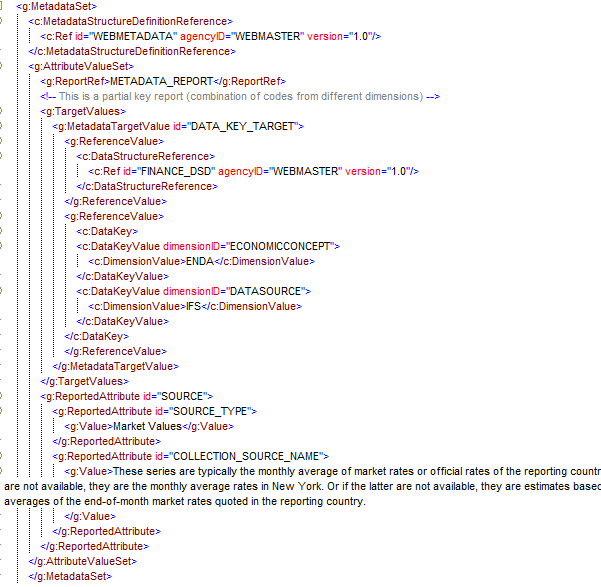 <g:MetadataSet>
<c:MetadataStructureDefinitionReference>
<c:Ref id="WEBMETADATA" agencyID="WEBMASTER" version="1.0"/>
</c:MetadataStructureDefinitionReference>
<g:AttributeValueSet>
<g:ReportRef>METADATA_REPORT</g:ReportRef>
<!-- This is a partial key report (combination of codes from different dimensions) -->
<g:TargetValues>
<g:MetadataTargetValue id="DATA_KEY_TARGET">
<g:ReferenceValue>
<c:DataStructureReference>
<c:Ref id="FINANCE_DSD" agencyID="WEBMASTER" version="1.0"/>
</c:DataStructureReference>
</g:ReferenceValue>
<g:ReferenceValue>
<c:DataKey>
<c:DataKeyValue dimensionID="ECONOMICCONCEPT">
<c:DimensionValue>ENDA</c:DimensionValue>
</c:DataKeyValue>
<c:DataKeyValue dimensionID="DATASOURCE">
<c:DimensionValue>IFS</c:DimensionValue>
</c:DataKeyValue>
</c:DataKey>
</g:ReferenceValue>
</g:MetadataTargetValue>
</g:TargetValues>
<g:ReportedAttribute id="SOURCE">
<g:ReportedAttribute id="SOURCE_TYPE">
<g:Value>Market Values</g:Value>
</g:ReportedAttribute>
<g:ReportedAttribute id="COLLECTION_SOURCE_NAME">
<g:Value>These series are typically the monthly average of market rates or official rates of the reporting countr
are not available, they are the monthly average rates in New York. Or if the latter are not available, they are estimates based
averages of the end-of-month market rates quoted in the reporting country.
</g:Value>
</g:ReportedAttribute>
</g:ReportedAttribute>
</g:AttributeValueSet>
</g:MetadataSet>